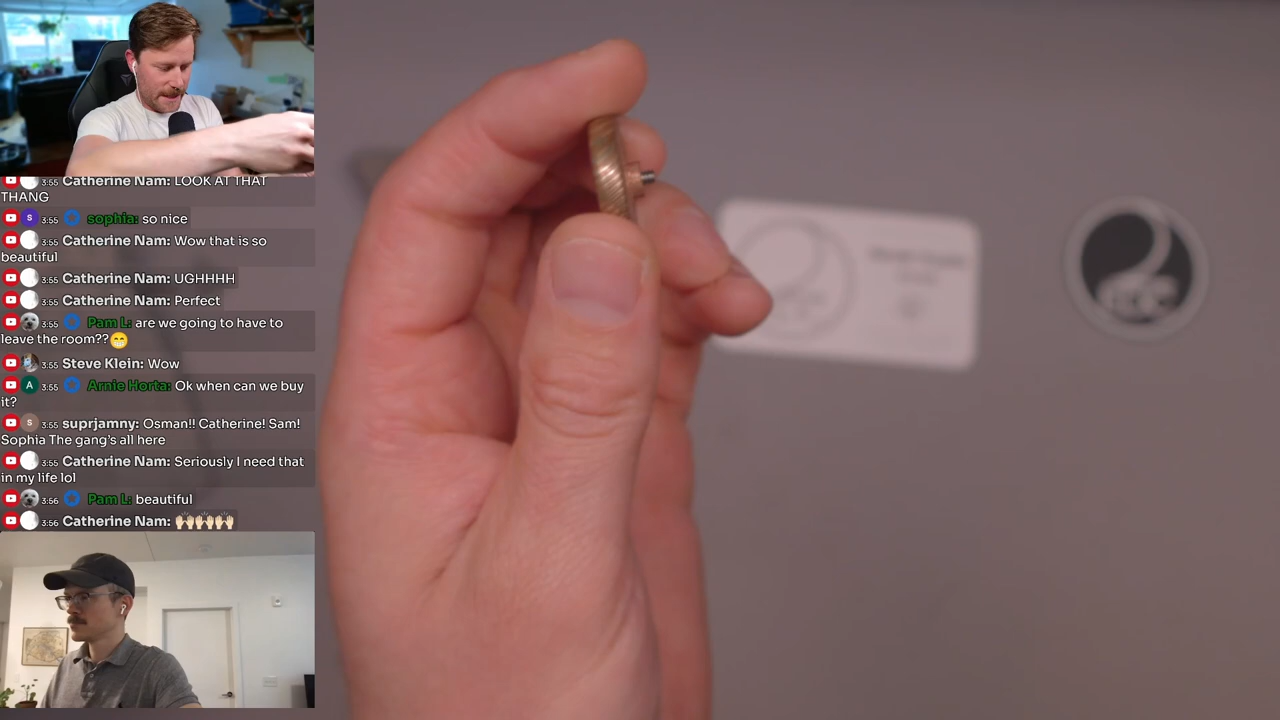 3:55 Catherine Nam: LOOK AT THAT
THANG
S 3:55 sophia: so nice
3:55 Catherine Nam: Wow that is so
beautiful
3:55 Catherine Nam: UGHHHH
3:55 Catherine Nam: Perfect
3:55 Pam L: are we going to have to
leave the room??😁
3:55 Steve Klein: Wow
A 3:55 Arnie Horta: Ok when can we buy
it?
S 3:55 suprjamny: Osman!! Catherine! Sam!
Sophia The gang's all here
3:55 Catherine Nam: Seriously I need that
in my life lol
3:56 Pam L: beautiful
3:56 Catherine Nam: 🙌🏻🙌🏻🙌🏻🙌🏻